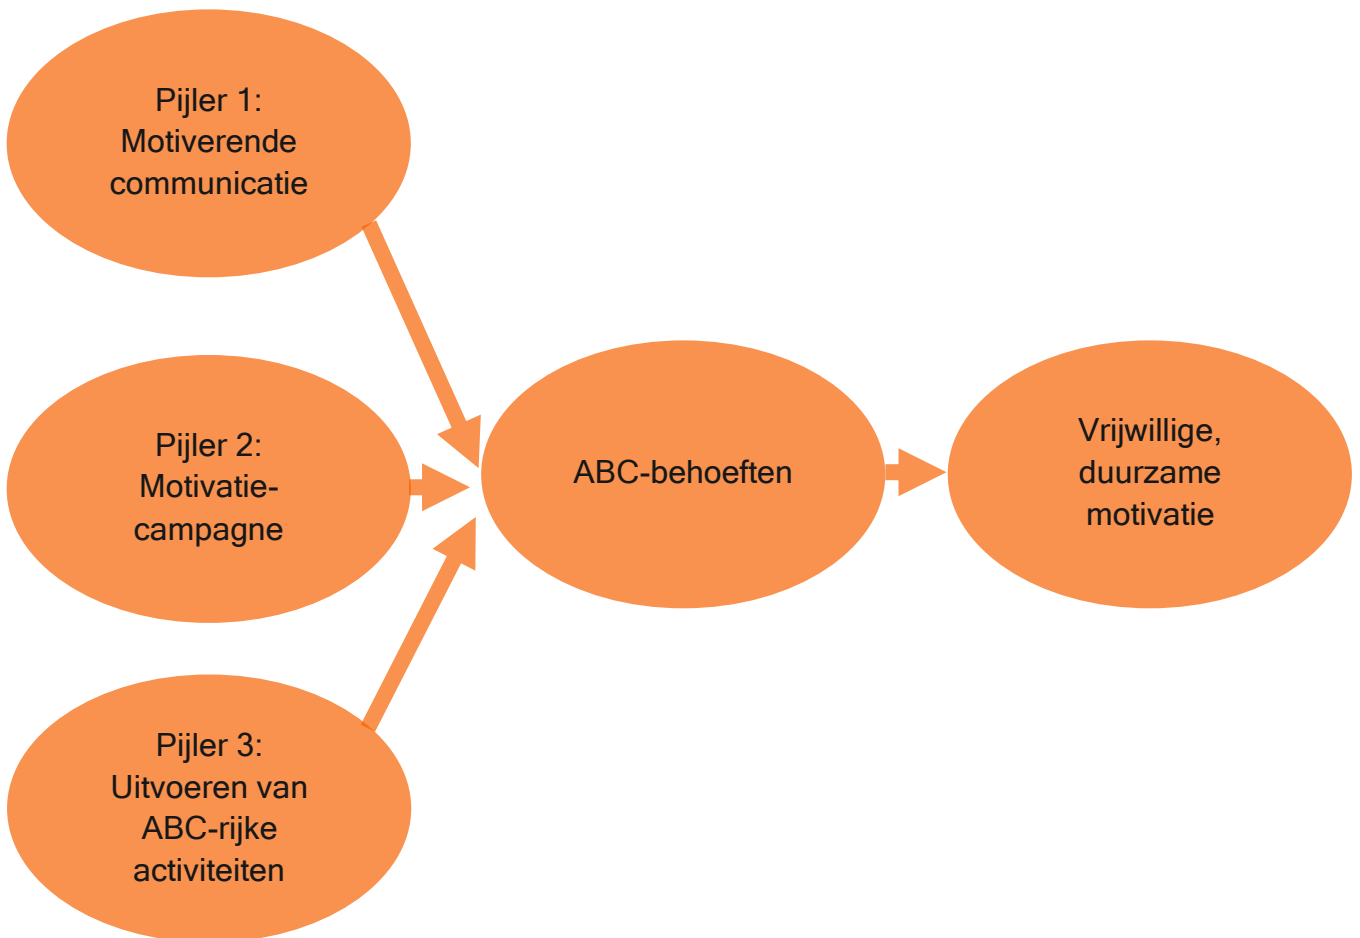 Pijler 1:
Motiverende
communicatie
Pijler 2:
Motivatie-
campagne
Pijler 3:
Uitvoeren van
ABC-rijke
activiteiten
ABC-behoeften
Vrijwillige,
duurzame
motivatie